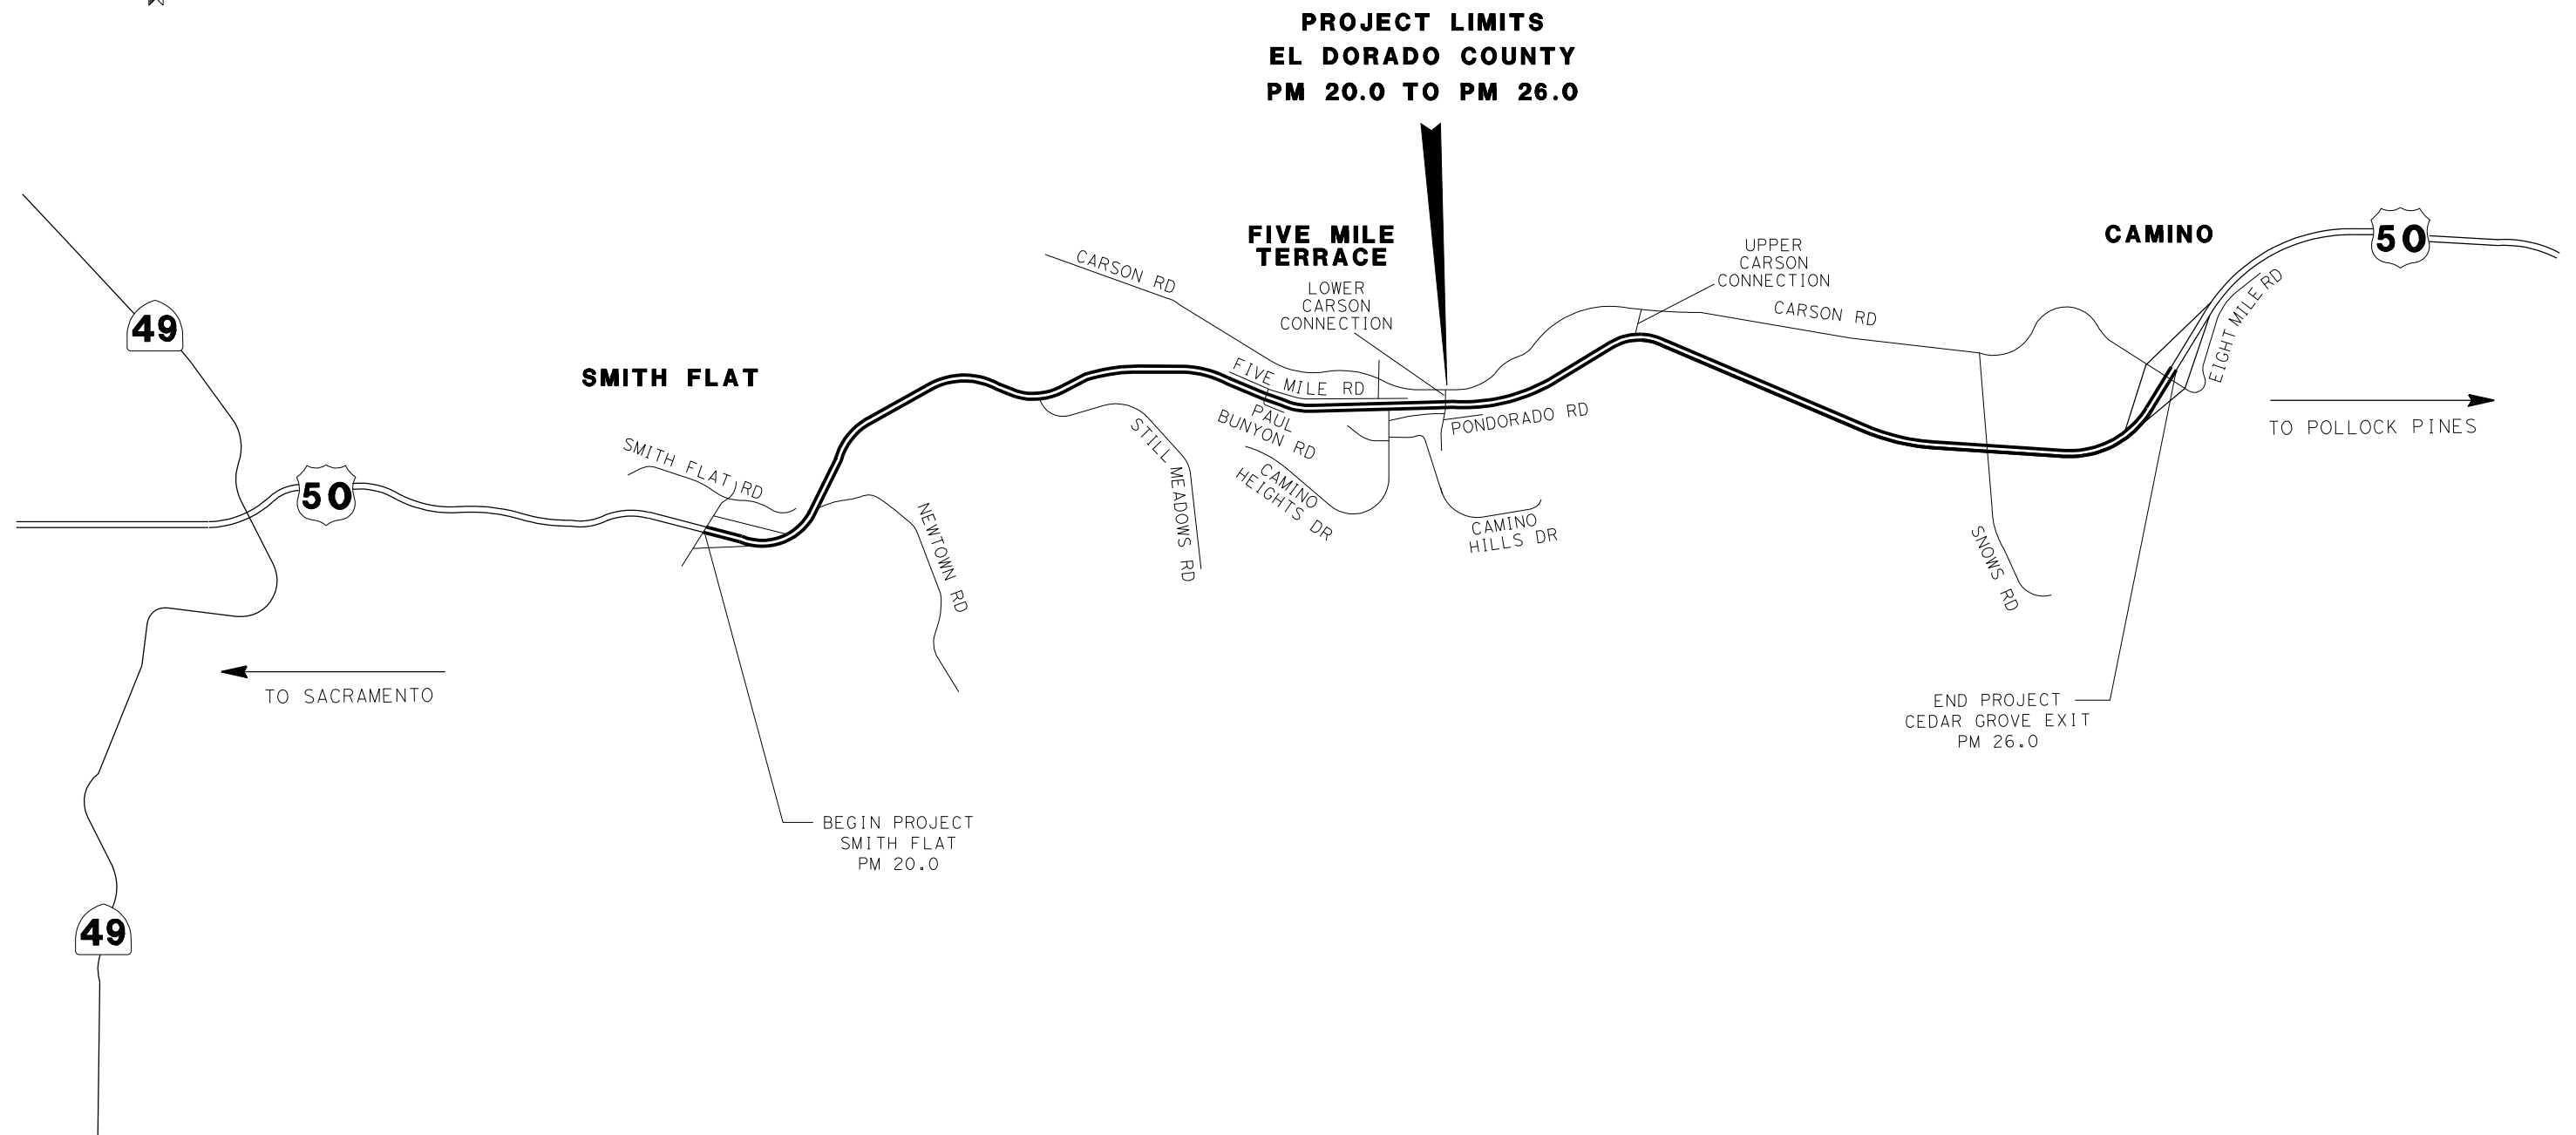 PROJECT LIMITS
EL DORADO COUNTY
PM 20.0 TO PM 26.0
FIVE MILE
TERRACE
CAMINO
50
UPPER
CARSON
CONNECTION
CARSON RD
LOWER
CARSON
CONNECTION
CARSON RD
EIGHT MILE RD
49
SMITH FLAT
FIVE MILE RD
PAUL
BUNYON RD
PONDORADO RD
TO POLLOCK PINES
SMITH FLAT RD
STILL MEADOWS RD
CAMINO
HEIGHTS DR
50
NEWTOWN RD
CAMINO
HILLS DR
SNOWS RD
TO SACRAMENTO
END PROJECT
CEDAR GROVE EXIT
PM 26.0
BEGIN PROJECT
SMITH FLAT
PM 20.0
49